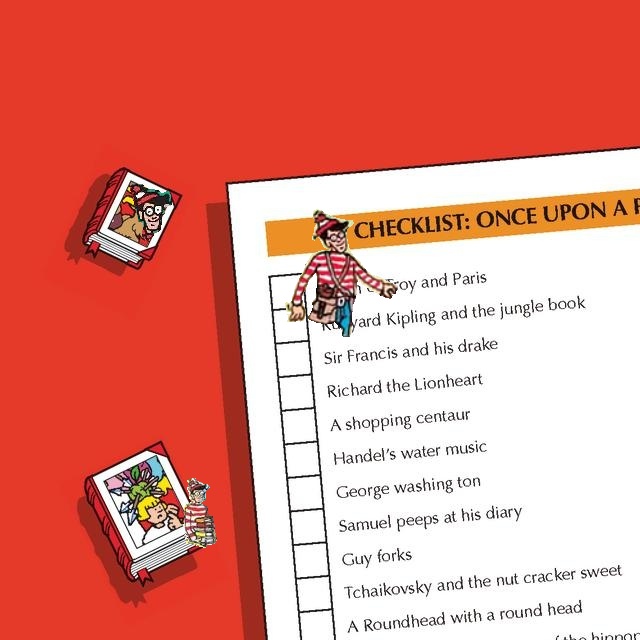 CHECKLIST: ONCE UPON A
Troy and Paris
Kipling and the jungle book
Sir Francis and his drake
Richard the Lionheart
A shopping centaur
Handel's water music
George washing ton
Samuel peeps at his diary
Guy forks
Tchaikovsky and the nut cracker sweet
A Roundhead with a round head
of the